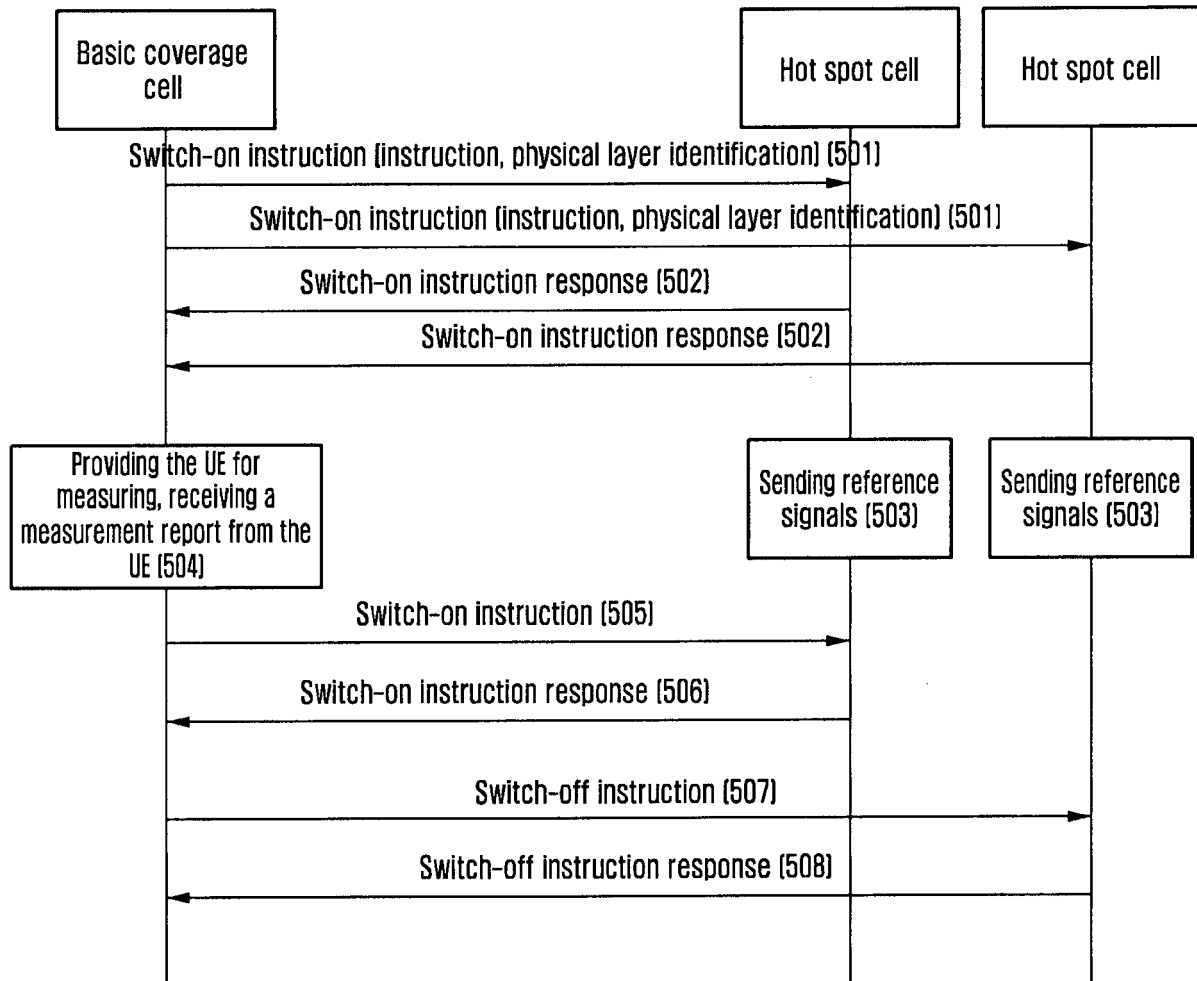 Basic coverage
cell
Hot spot cell
Hot spot cell
Switch-on instruction (instruction, physical layer identification) (501)
Switch-on instruction (instruction, physical layer identification) (501)
Switch-on instruction response (502)
Switch-on instruction response (502)
Providing the UE for
measuring, receiving a
measurement report from the
UE (504)
Sending reference
signals (503)
Sending reference
signals (503)
Switch-on instruction (505)
Switch-on instruction response (506)
Switch-off instruction (507)
Switch-off instruction response (508)